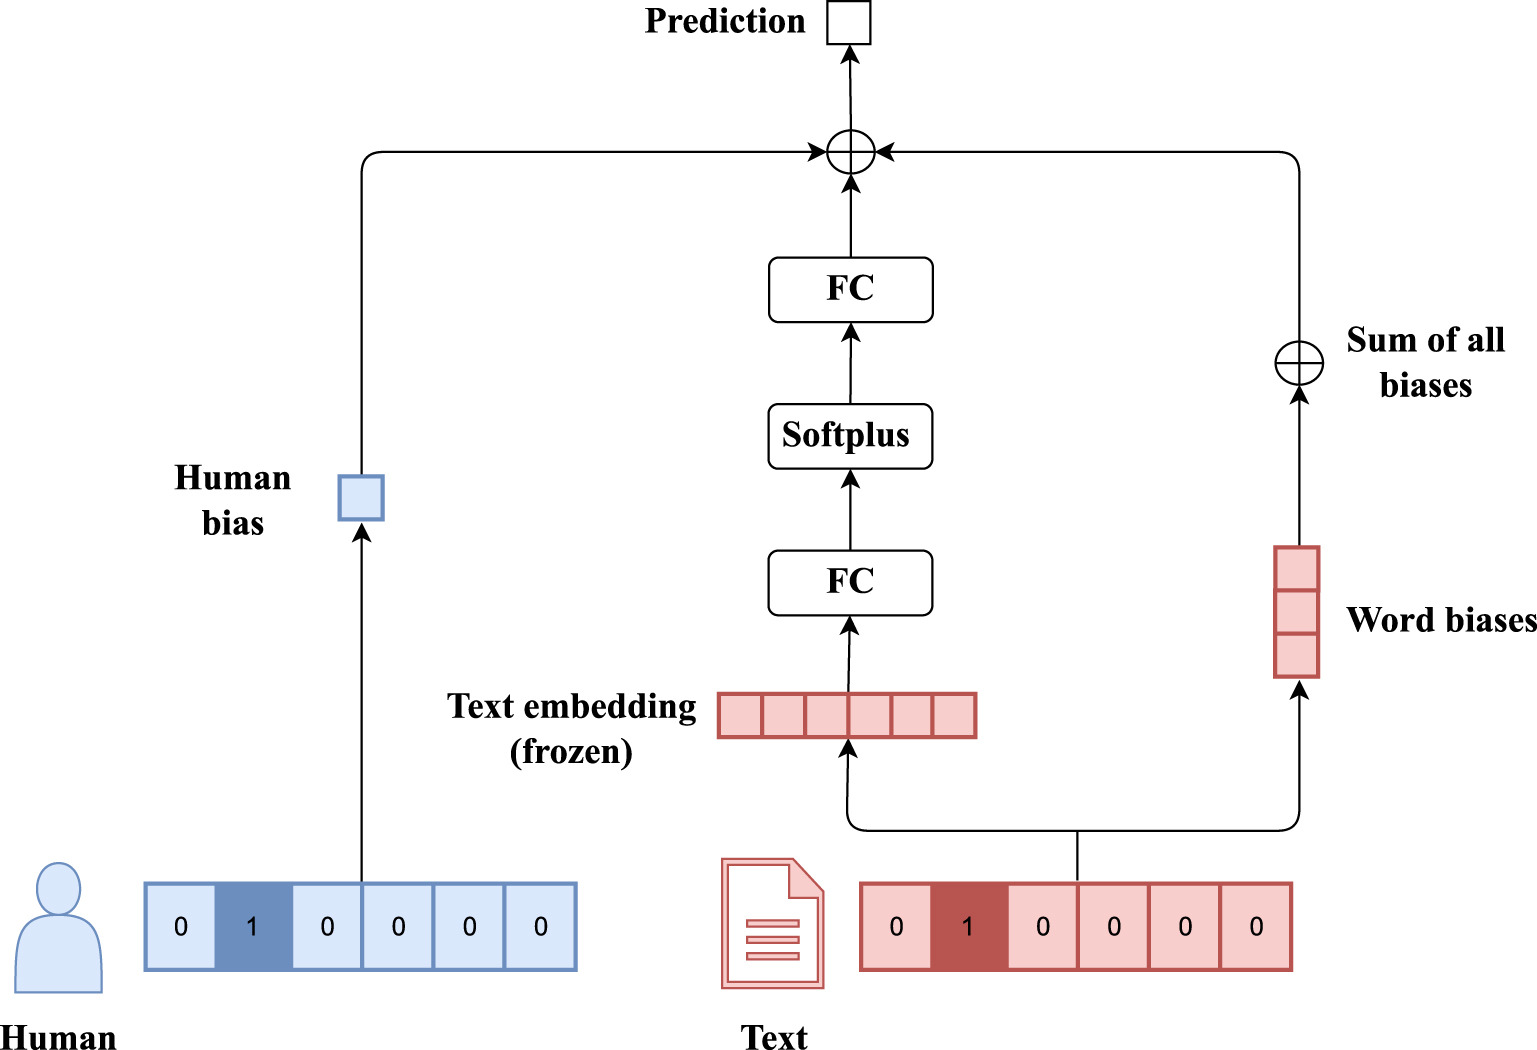 Prediction
FC
Sum of all
biases
Softplus
Human
bias
FC
Word biases
Text embedding
(frozen)
0 1 0 0 0 0
0 1 0 0 0 0
Human
Text